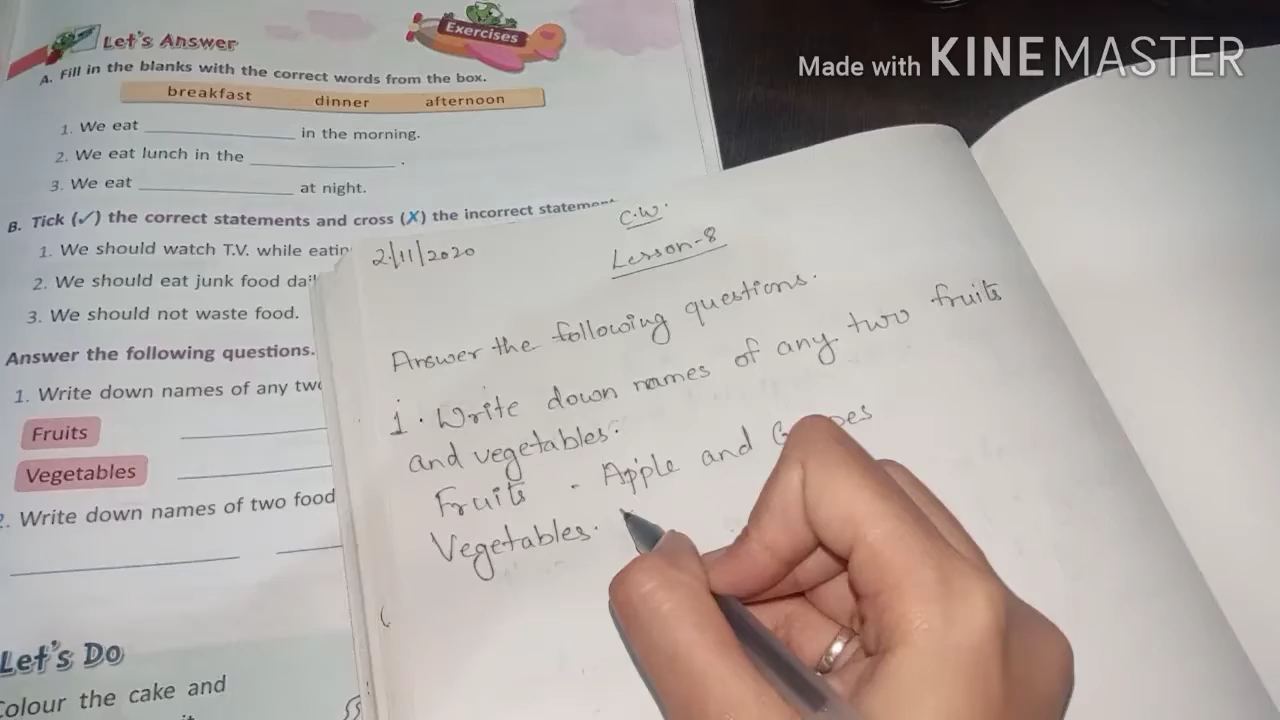 Let's Answer
Exercises
A. Fill in the blanks with the correct words from the box.
breakfast dinner afternoon
1. We eat ____________ in the morning.
2. We eat lunch in the ____________ .
3. We eat ____________ at night.
B. Tick (✓) the correct statements and cross (✗) the incorrect
1. We should watch T.V. while
2. We should eat junk food
3. We should not waste food.
Answer the following questions.
1. Write down names of any
Fruits ____________
Vegetables ____________
2. Write down names of two food
Let's Do
Colour the cake and
Made with KINEMASTER
C.W.
2/11/2020
Lesson-8
Answer the following questions.
1. Write down names of any two fruits
and vegetables.
Fruits - Apple and
Vegetables.